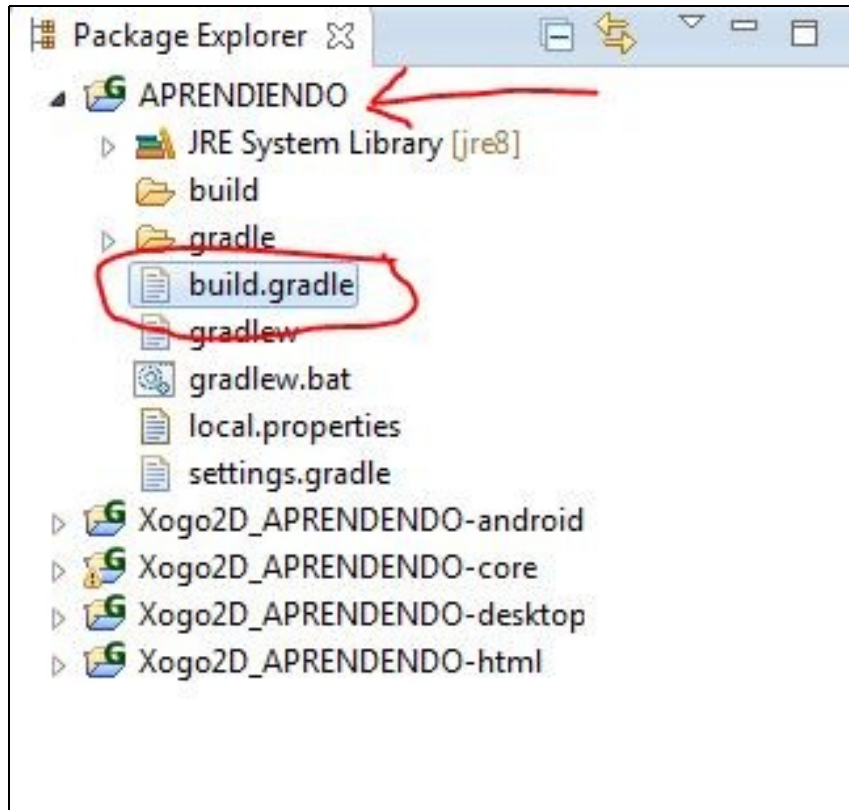 Package Explorer
APRENDIENDO
JRE System Library [jre8]
build
gradle
build.gradle
gradlew
gradlew.bat
local.properties
settings.gradle
Xogo2D_APRENDENDO-android
Xogo2D_APRENDENDO-core
Xogo2D_APRENDENDO-desktop
Xogo2D_APRENDENDO-html